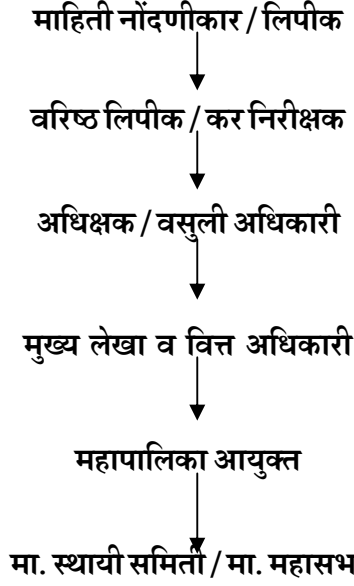 माहिती नोंदणीकार / लिपीक
वरिष्ठ लिपीक / कर निरीक्षक
अधिक्षक / वसुली अधिकारी
मुख्य लेखा व वित्त अधिकारी
महापालिका आयुक्त
मा. स्थायी समिती / मा. महासभ